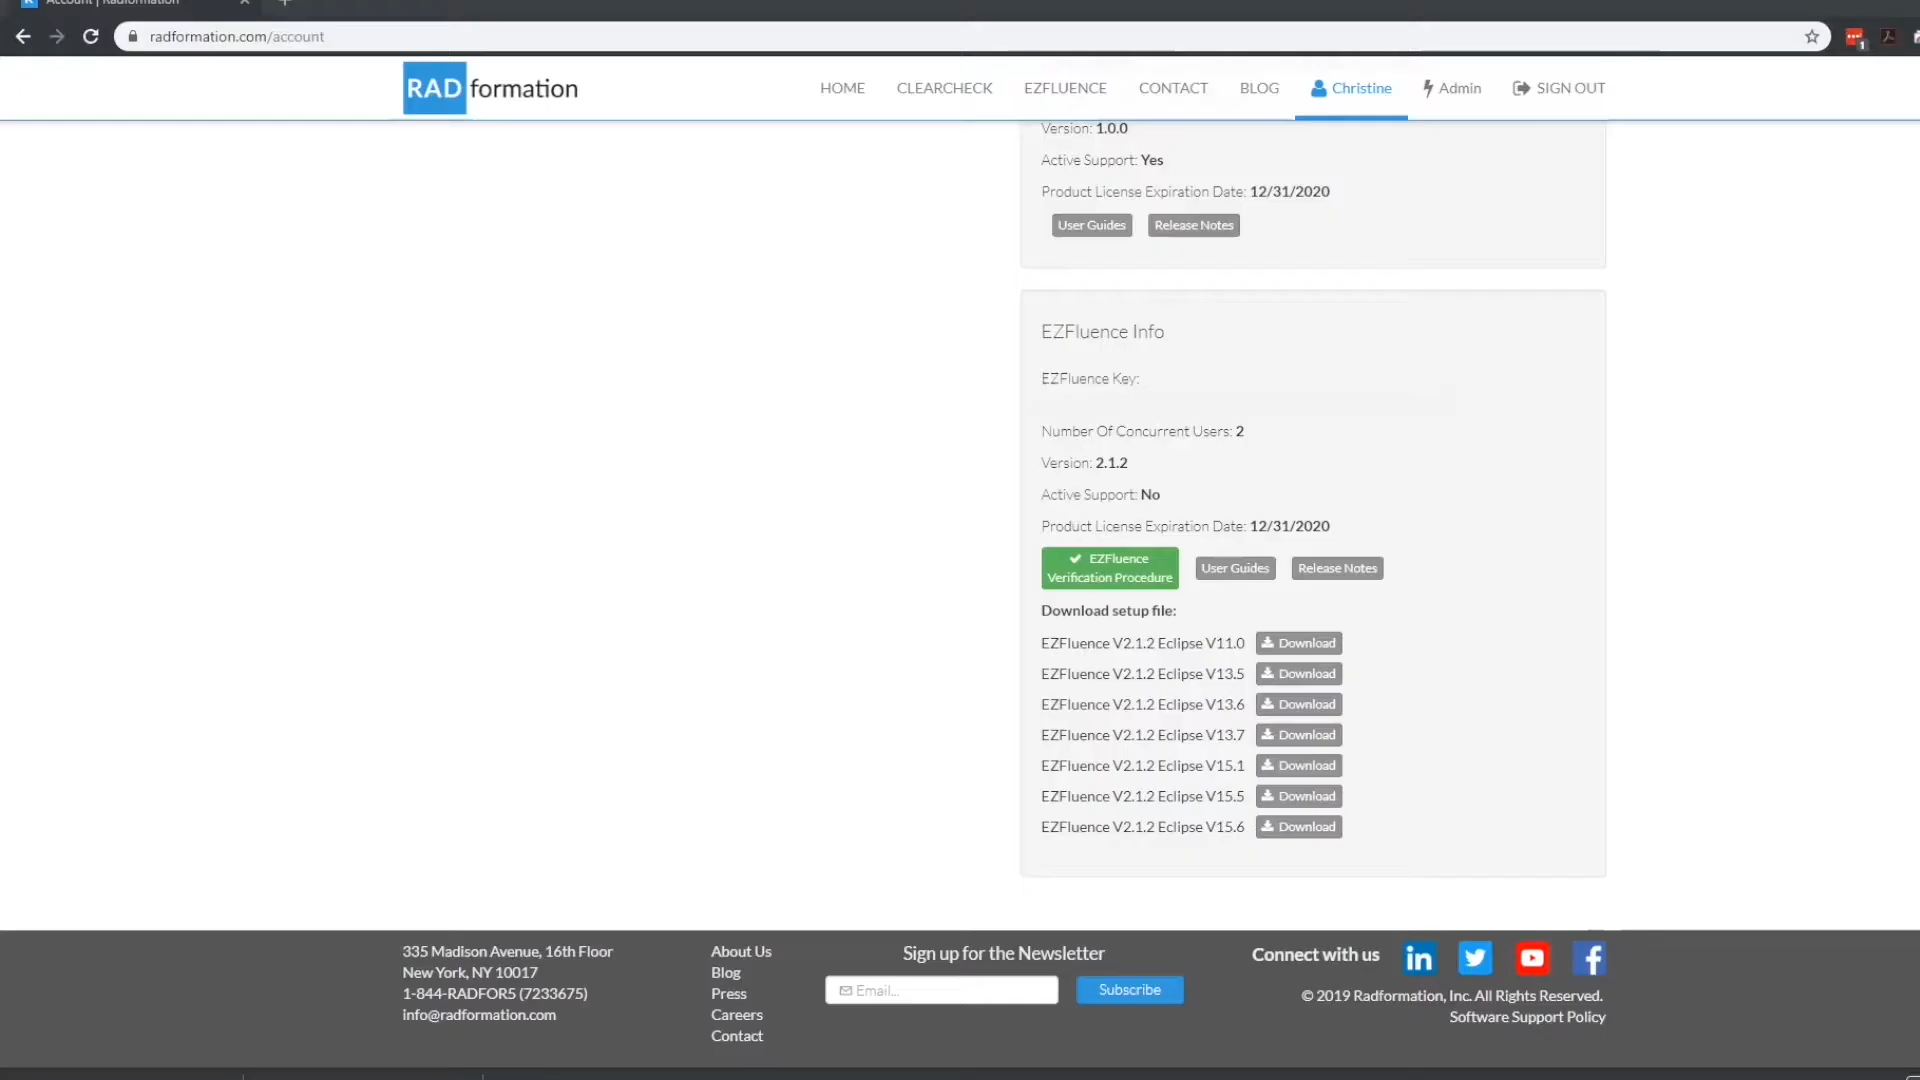 Account | Radformation
radformation.com/account
1
RAD formation
HOME
CLEARCHECK
EZFLUENCE
CONTACT
BLOG
Christine
Admin
SIGN OUT
Version: 1.0.0
Active Support: Yes
Product License Expiration Date: 12/31/2020
User Guides
Release Notes
EZFluence Info
EZFluence Key:
Number Of Concurrent Users: 2
Version: 2.1.2
Active Support: No
Product License Expiration Date: 12/31/2020
EZFluence
Verification Procedure
User Guides
Release Notes
Download setup file:
EZFluence V2.1.2 Eclipse V11.0 Download
EZFluence V2.1.2 Eclipse V13.5 Download
EZFluence V2.1.2 Eclipse V13.6 Download
EZFluence V2.1.2 Eclipse V13.7 Download
EZFluence V2.1.2 Eclipse V15.1 Download
EZFluence V2.1.2 Eclipse V15.5 Download
EZFluence V2.1.2 Eclipse V15.6 Download
335 Madison Avenue, 16th Floor
New York, NY 10017
1-844-RADFOR5 (7233675)
info@radformation.com
About Us
Blog
Press
Careers
Contact
Sign up for the Newsletter
Email...
Subscribe
Connect with us
© 2019 Radformation, Inc. All Rights Reserved.
Software Support Policy